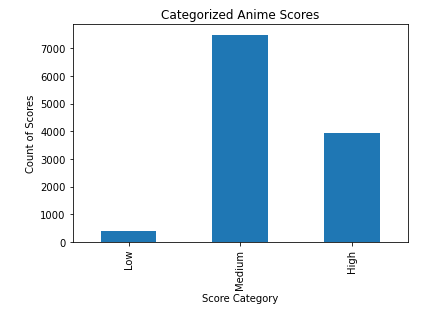 Categorized Anime Scores
Count of Scores
7000
6000
5000
4000
3000
2000
1000
0
Low
Medium
High
Score Category